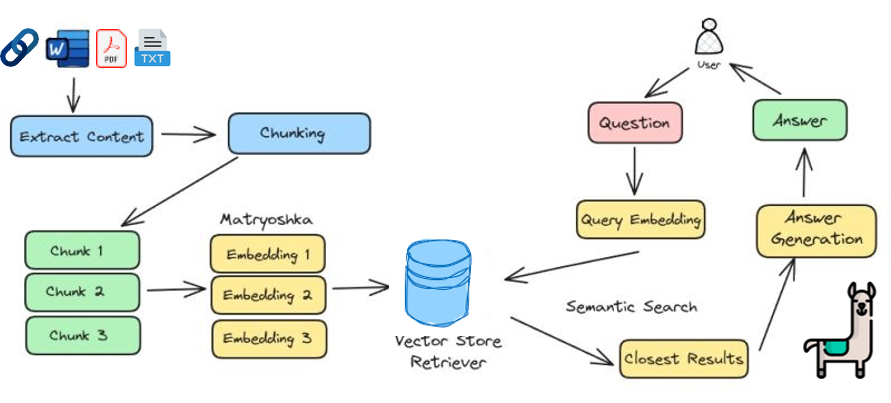 W
PDF
TXT
User
Extract Content
Chunking
Question
Answer
Matryoshka
Chunk 1
Chunk 2
Chunk 3
Embedding 1
Embedding 2
Embedding 3
Query Embedding
Answer
Generation
Vector Store
Retriever
Semantic Search
Closest Results